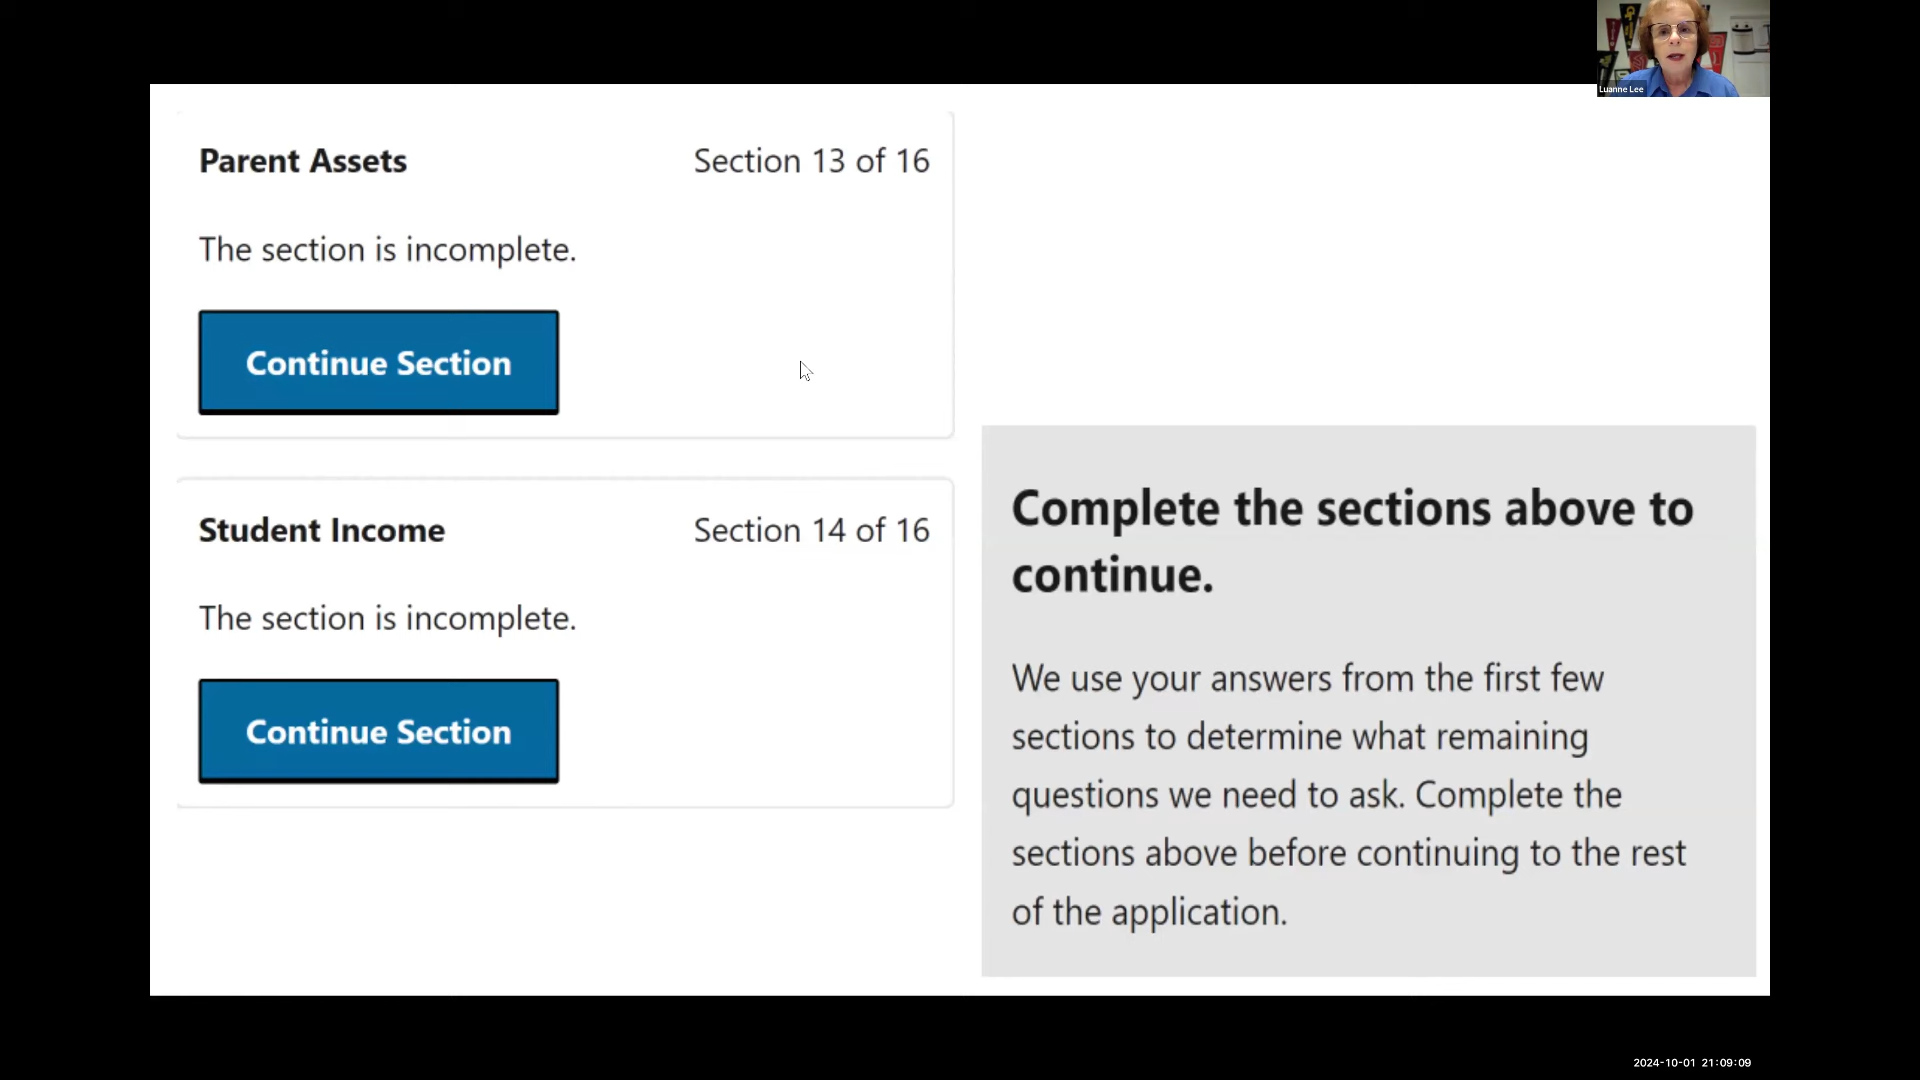 Luanne Lee
Parent Assets Section 13 of 16
The section is incomplete.
Continue Section
Student Income Section 14 of 16
The section is incomplete.
Continue Section
Complete the sections above to
continue.
We use your answers from the first few
sections to determine what remaining
questions we need to ask. Complete the
sections above before continuing to the rest
of the application.
2024-10-01 21:09:09